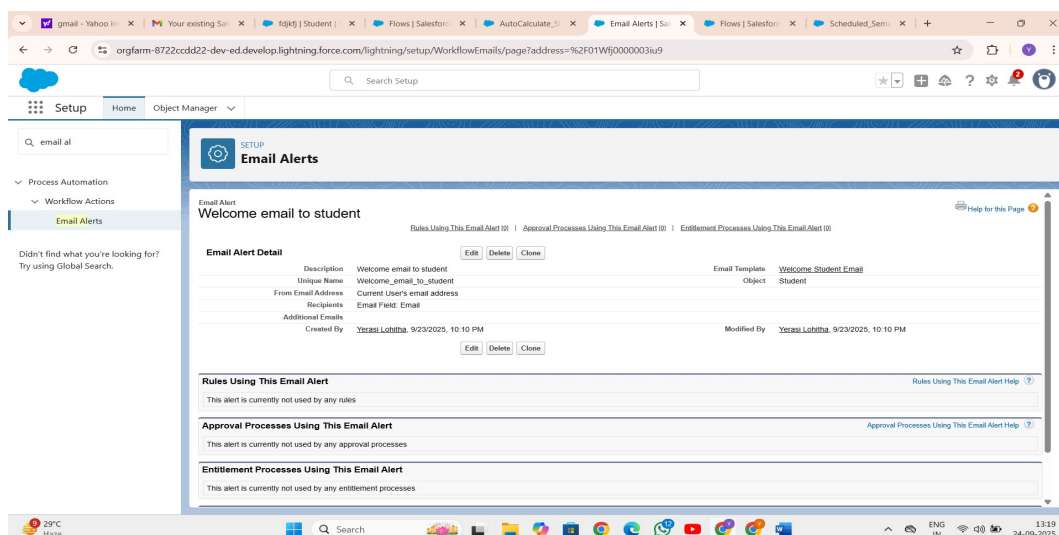 gmail - Yahoo In
Your existing Sal
fdjkfj | Student |
Flows | Salesforc
AutoCalculate_St
Email Alerts | Sal
Flows | Salesforc
Scheduled_Sem
orgfarm-8722ccdd22-dev-ed.develop.lightning.force.com/lightning/setup/WorkflowEmails/page?address=%2F01Wfj0000003iu9
Y
Search Setup
2
Setup Home Object Manager
email al
SETUP
Email Alerts
Process Automation
Workflow Actions
Email Alerts
Didn't find what you're looking for?
Try using Global Search.
Email Alert
Welcome email to student
Help for this Page
Rules Using This Email Alert [0] | Approval Processes Using This Email Alert [0] | Entitlement Processes Using This Email Alert [0]
Email Alert Detail Edit Delete Clone
Description Welcome email to student Email Template Welcome Student Email
Unique Name Welcome_email_to_student Object Student
From Email Address Current User's email address
Recipients Email Field: Email
Additional Emails
Created By Yerasi Lohitha, 9/23/2025, 10:10 PM Modified By Yerasi Lohitha, 9/23/2025, 10:10 PM
Edit Delete Clone
Rules Using This Email Alert Rules Using This Email Alert Help ?
This alert is currently not used by any rules
Approval Processes Using This Email Alert Approval Processes Using This Email Alert Help ?
This alert is currently not used by any approval processes
Entitlement Processes Using This Email Alert
This alert is currently not used by any entitlement processes
9 29°C
Haze
Search
12
ENG
IN
13:19
24-09-2025